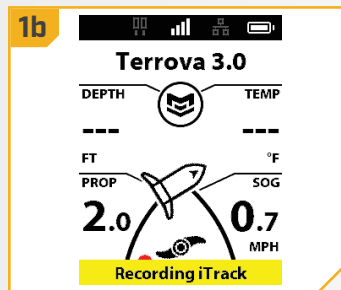 1b
Terrova 3.0
DEPTH TEMP
--- ---
FT °F
PROP SOG
2.0 0.7
MPH
Recording iTrack